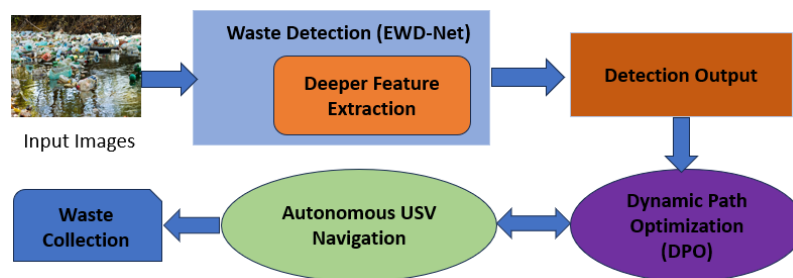 Waste Detection (EWD-Net)
Deeper Feature
Extraction
Detection Output
Input Images
Waste
Collection
Autonomous USV
Navigation
Dynamic Path
Optimization
(DPO)